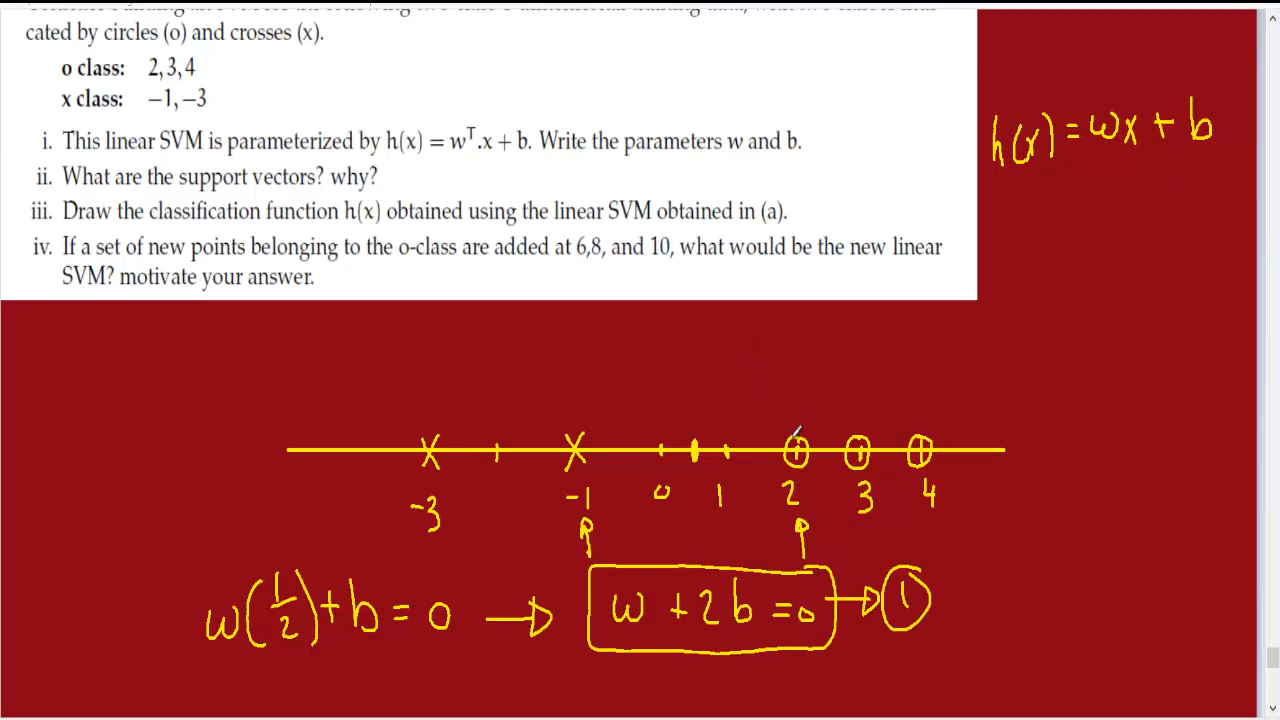 cated by circles (o) and crosses (x).
o class: 2, 3, 4
x class: −1, −3
i. This linear SVM is parameterized by h(x) = wᵀ.x + b. Write the parameters w and b.
ii. What are the support vectors? why?
iii. Draw the classification function h(x) obtained using the linear SVM obtained in (a).
iv. If a set of new points belonging to the o-class are added at 6,8, and 10, what would be the new linear
SVM? motivate your answer.
h(x) = wx + b
-3 -1 0 1 2 3 4
w(1/2) + b = 0 → w + 2b = 0 → 1